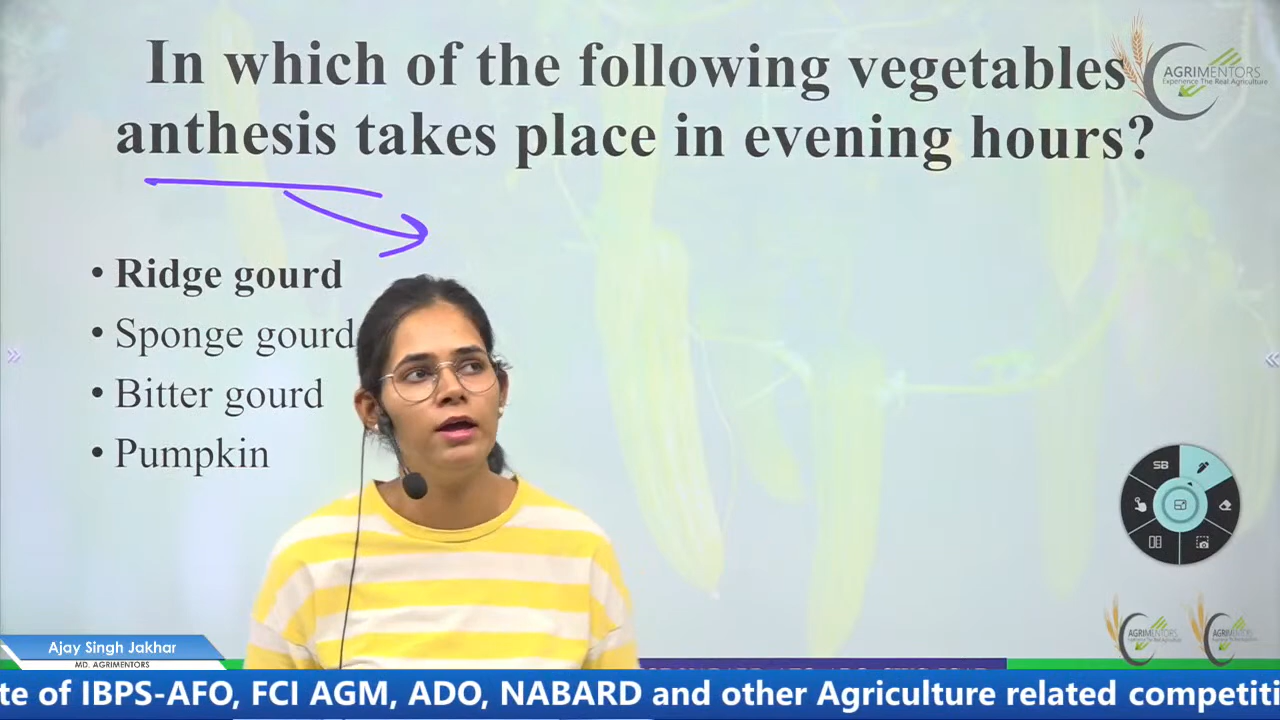 In which of the following vegetables
anthesis takes place in evening hours?
AGRIMENTORS
Experience The Real Agriculture
• Ridge gourd
• Sponge gourd
• Bitter gourd
• Pumpkin
SB
AGRIMENTORS
AGRIMENTORS
Ajay Singh Jakhar
MD. AGRIMENTORS
te of IBPS-AFO, FCI AGM, ADO, NABARD and other Agriculture related competiti